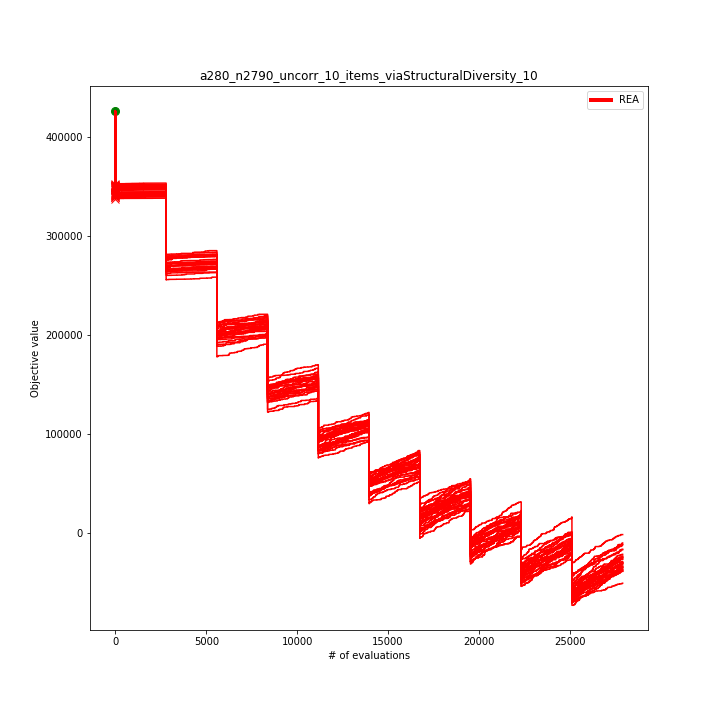 a280_n2790_uncorr_10_items_viaStructuralDiversity_10
REA
400000
300000
200000
100000
0
Objective value
0 5000 10000 15000 20000 25000
# of evaluations